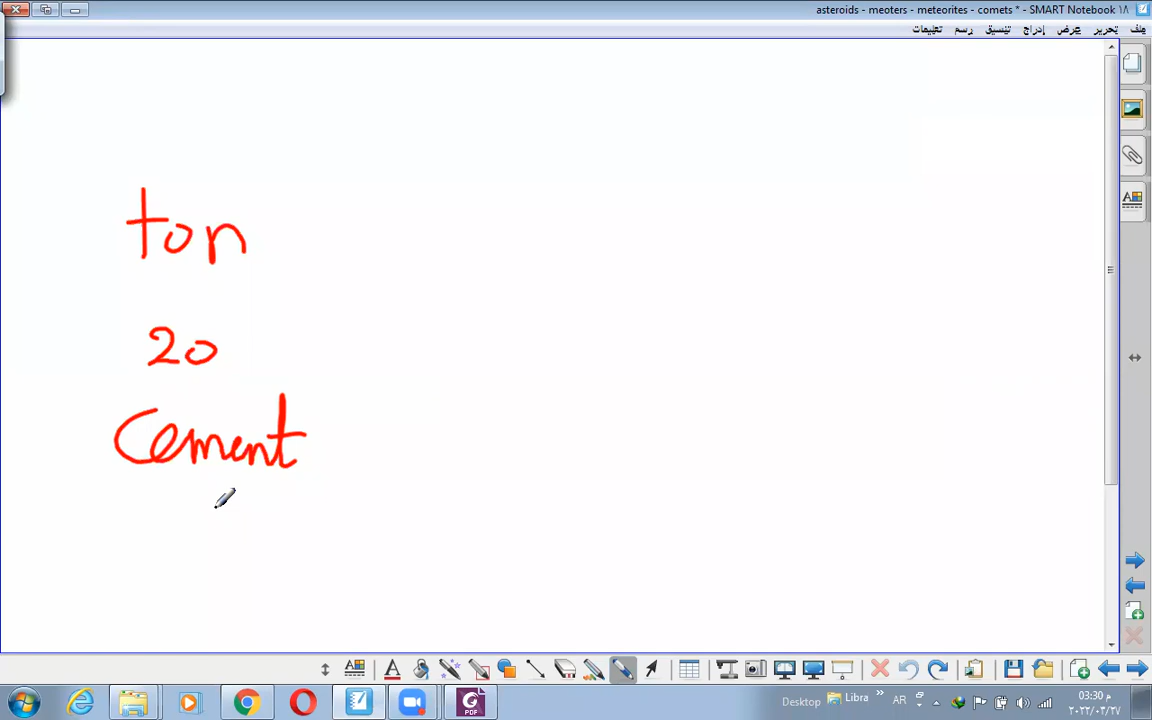 asteroids - meoters - meteorites - comets * - SMART Notebook ١٨
ملف تحرير عرض إدراج تنسيق رسم تعليمات
ton
20
Cement
PDF
Desktop Libra » AR 03:30 م
٢٠٢٢/٠٣/٢٧